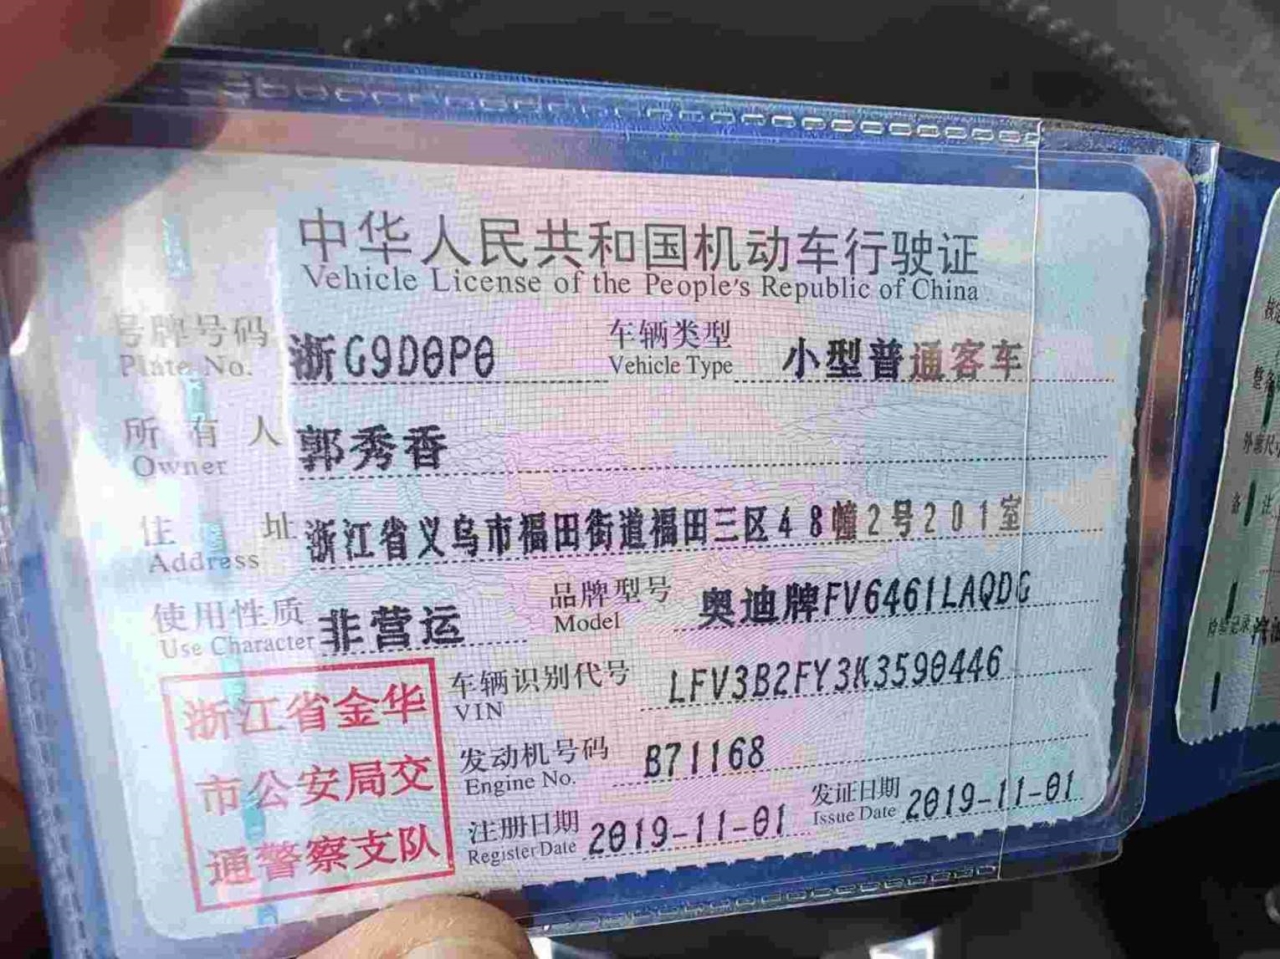 中华人民共和国机动车行驶证
Vehicle License of the People's Republic of China
号牌号码 浙G9D0P0 车辆类型 小型普通客车
Plate No. Vehicle Type
所有人 郭秀香
Owner
住址 浙江省义乌市福田街道福田三区48幢2号201室
Address
使用性质 非营运 品牌型号 奥迪牌FV6461LAQDG
Use Character Model
浙江省金华
市公安局交
通警察支队
车辆识别代号 LFV3B2FY3K3590446
VIN
发动机号码 B71168
Engine No.
注册日期 2019-11-01 发证日期 2019-11-01
Register Date Issue Date